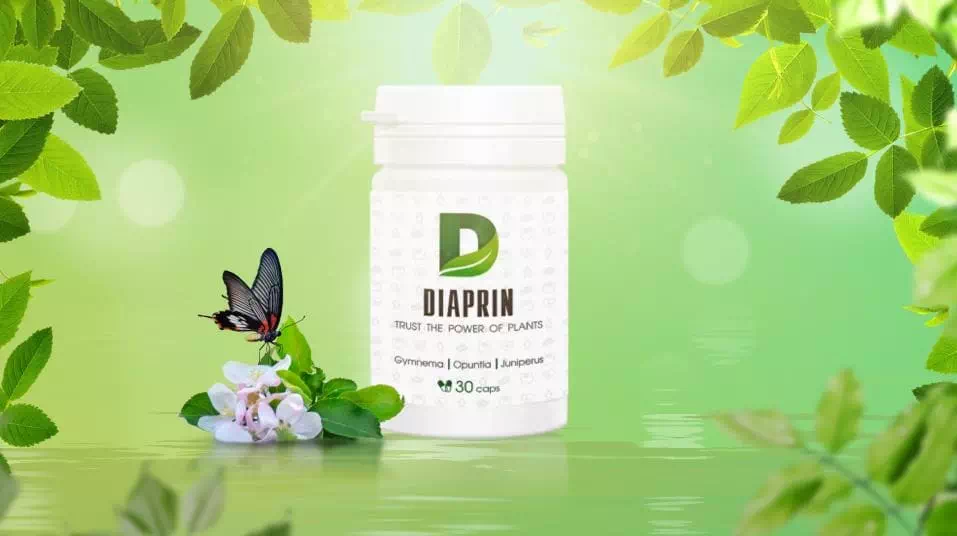 D
DIAPRIN
TRUST THE POWER OF PLANTS
Gymnema | Opuntia | Juniperus
30 caps